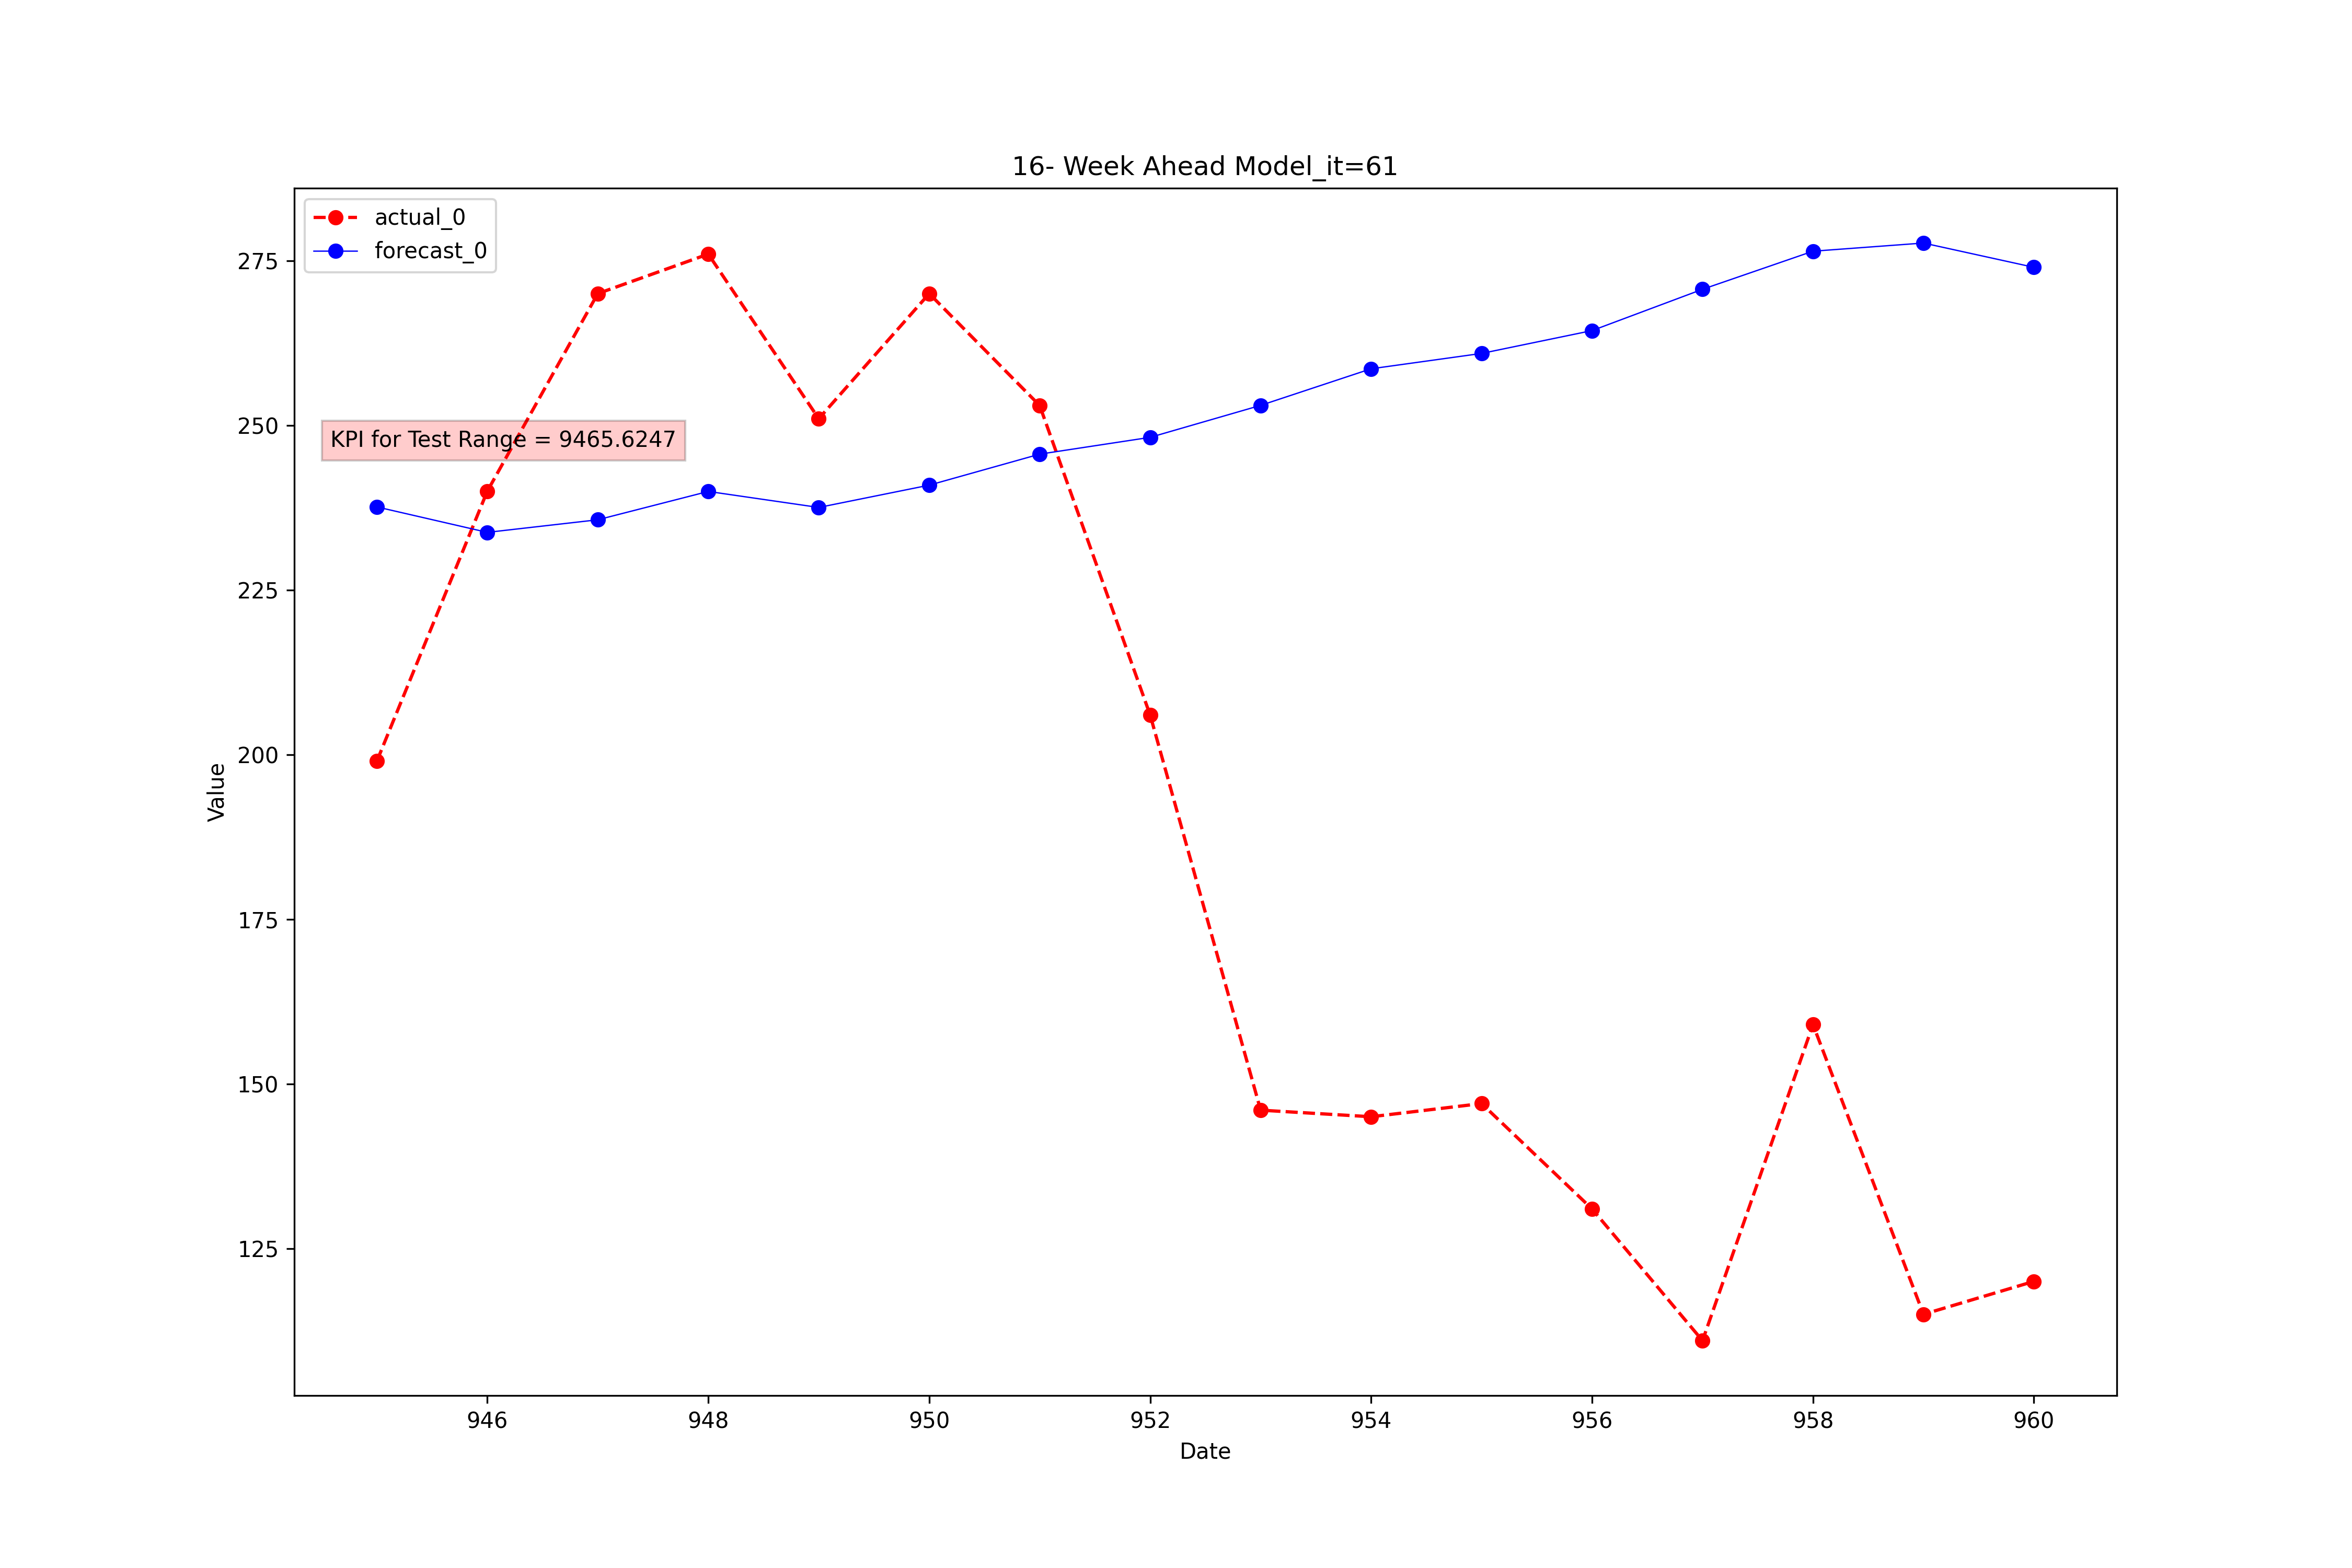 16- Week Ahead Model_it=61
actual_0
forecast_0
KPI for Test Range = 9465.6247
Value
275
250
225
200
175
150
125
946 948 950 952 954 956 958 960
Date